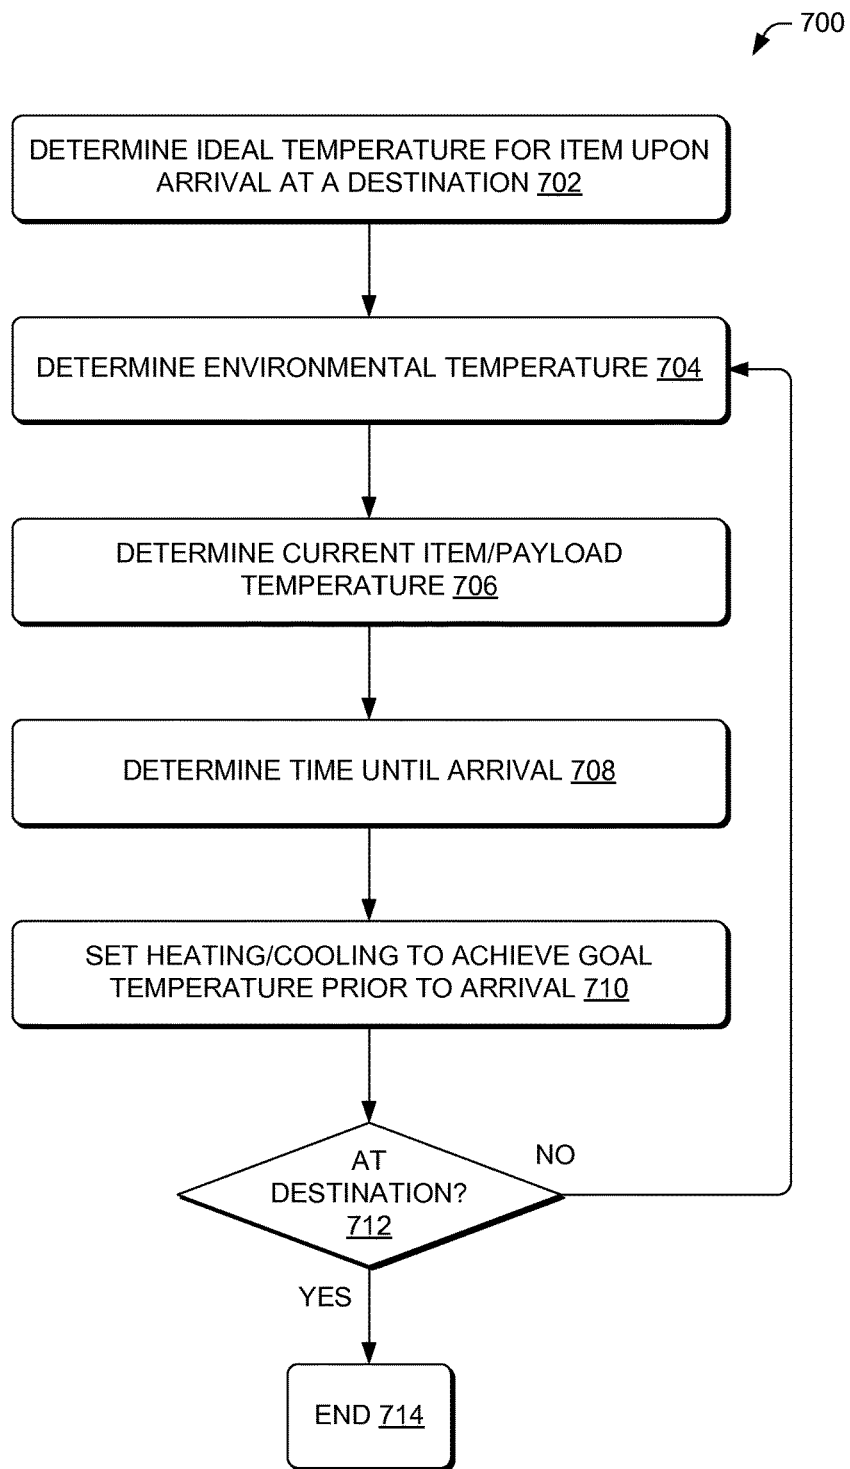 700
DETERMINE IDEAL TEMPERATURE FOR ITEM UPON
ARRIVAL AT A DESTINATION 702
DETERMINE ENVIRONMENTAL TEMPERATURE 704
DETERMINE CURRENT ITEM/PAYLOAD
TEMPERATURE 706
DETERMINE TIME UNTIL ARRIVAL 708
SET HEATING/COOLING TO ACHIEVE GOAL
TEMPERATURE PRIOR TO ARRIVAL 710
AT
DESTINATION?
712
NO
YES
END 714